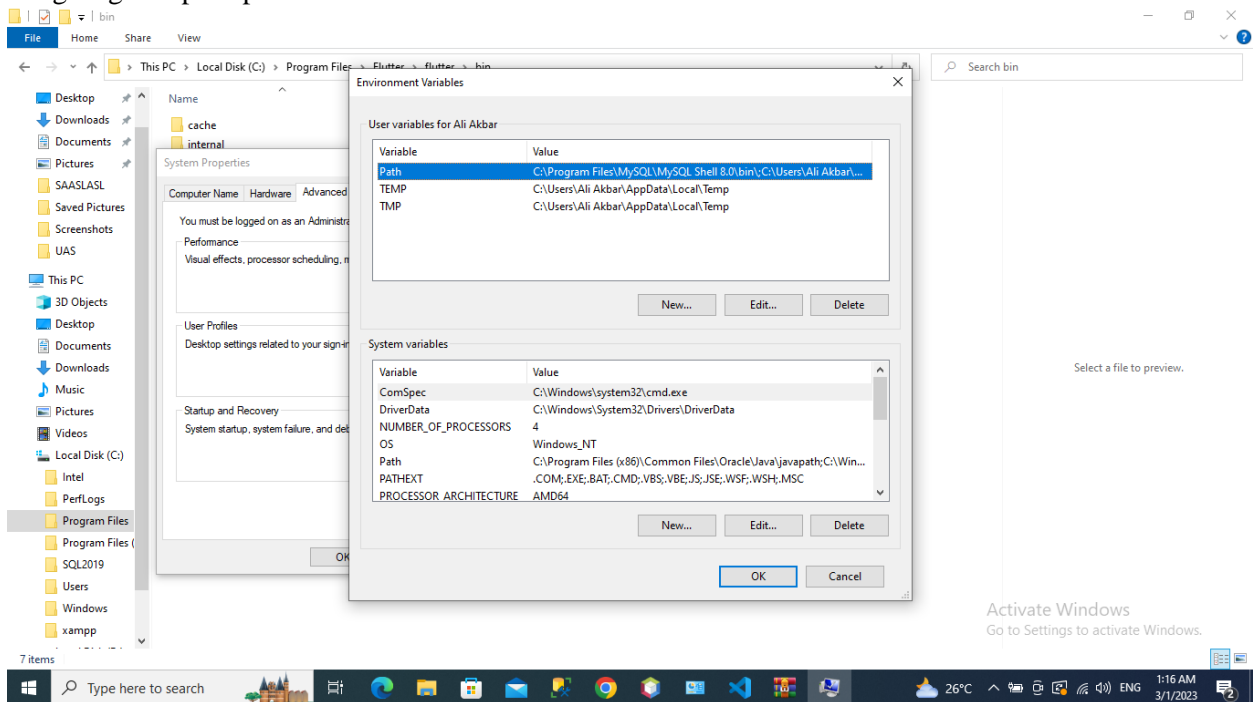 bin
File Home Share View
This PC > Local Disk (C:) > Program Files > Flutter > flutter > bin
Search bin
Desktop
Downloads
Documents
Pictures
SAASLASL
Saved Pictures
Screenshots
UAS
This PC
3D Objects
Desktop
Documents
Downloads
Music
Pictures
Videos
Local Disk (C:)
Intel
PerfLogs
Program Files
Program Files (
SQL2019
Users
Windows
xampp
7 items
Name
cache
internal
System Properties
Computer Name Hardware Advanced
You must be logged on as an Administra
Performance
Visual effects, processor scheduling, m
User Profiles
Desktop settings related to your sign-in
Startup and Recovery
System startup, system failure, and deb
OK
Environment Variables
User variables for Ali Akbar
Variable Value
Path C:\Program Files\MySQL\MySQL Shell 8.0\bin\;C:\Users\Ali Akbar\...
TEMP C:\Users\Ali Akbar\AppData\Local\Temp
TMP C:\Users\Ali Akbar\AppData\Local\Temp
New... Edit... Delete
System variables
Variable Value
ComSpec C:\Windows\system32\cmd.exe
DriverData C:\Windows\System32\Drivers\DriverData
NUMBER_OF_PROCESSORS 4
OS Windows_NT
Path C:\Program Files (x86)\Common Files\Oracle\Java\javapath;C:\Win...
PATHEXT .COM;.EXE;.BAT;.CMD;.VBS;.VBE;.JS;.JSE;.WSF;.WSH;.MSC
PROCESSOR_ARCHITECTURE AMD64
New... Edit... Delete
OK Cancel
Select a file to preview.
Activate Windows
Go to Settings to activate Windows.
Type here to search
26°C
ENG
1:16 AM
3/1/2023
2